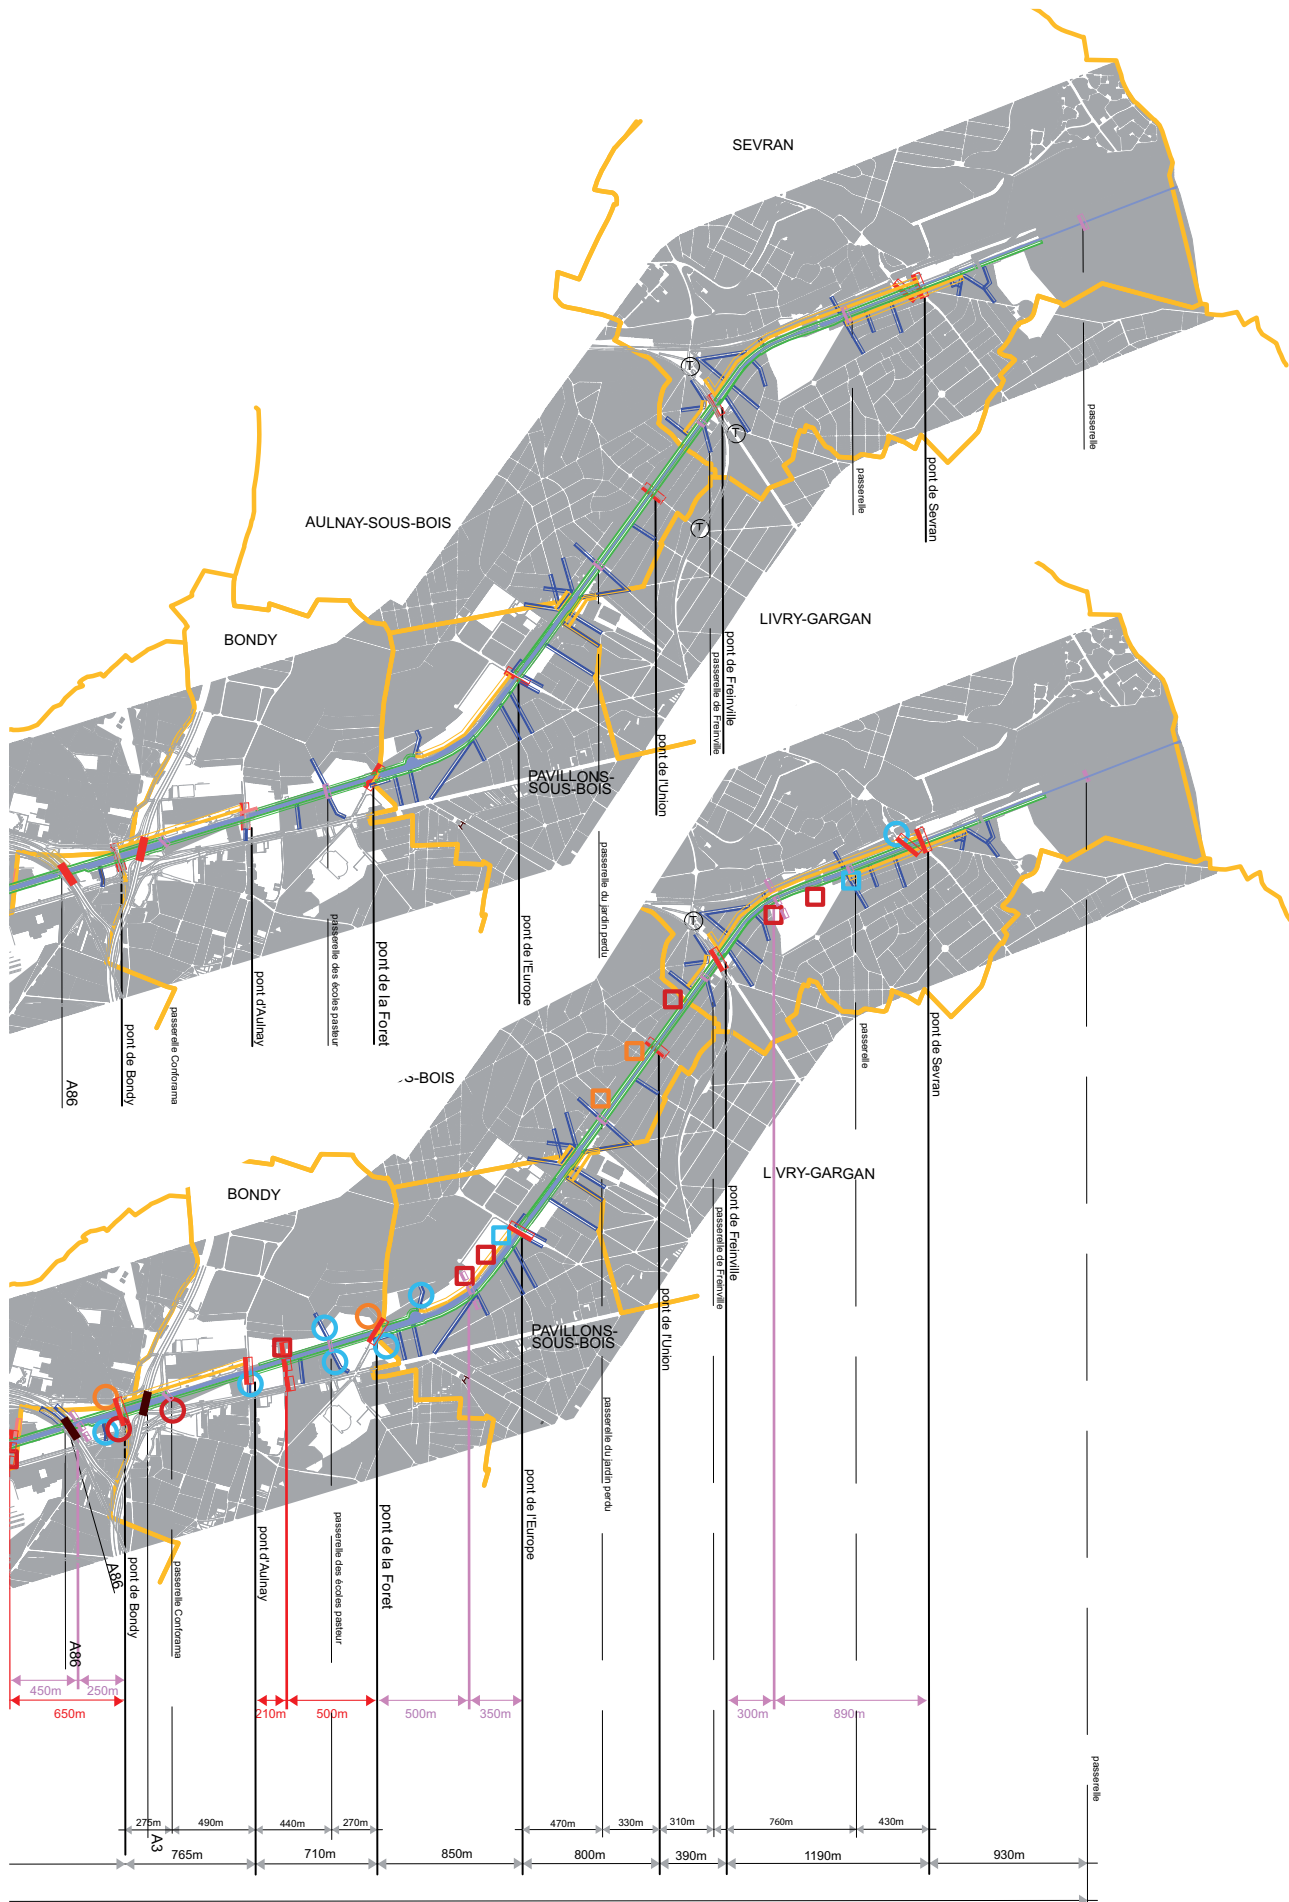 SEVRAN
T
T
T
AULNAY-SOUS-BOIS
BONDY
LIVRY-GARGAN
PAVILLONS-
SOUS-BOIS
A86
pont de Bondy
passerelle Conforama
pont d'Aulnay
passerelle des écoles pasteur
pont de la Foret
pont de l'Europe
passerelle du jardin perdu
pont de l'Union
passerelle de Freinville
pont de Freinville
passerelle
pont de Sevran
passerelle
T
S-BOIS
BONDY
LIVRY-GARGAN
PAVILLONS-
SOUS-BOIS
A86
A86
pont de Bondy
A3
passerelle Conforama
pont d'Aulnay
passerelle des écoles pasteur
pont de la Foret
pont de l'Europe
passerelle du jardin perdu
pont de l'Union
passerelle de Freinville
pont de Freinville
passerelle
pont de Sevran
passerelle
450m 250m
650m 210m 500m 500m 350m 300m 890m
275m 490m 440m 270m 470m 330m 310m 760m 430m
765m 710m 850m 800m 390m 1190m 930m